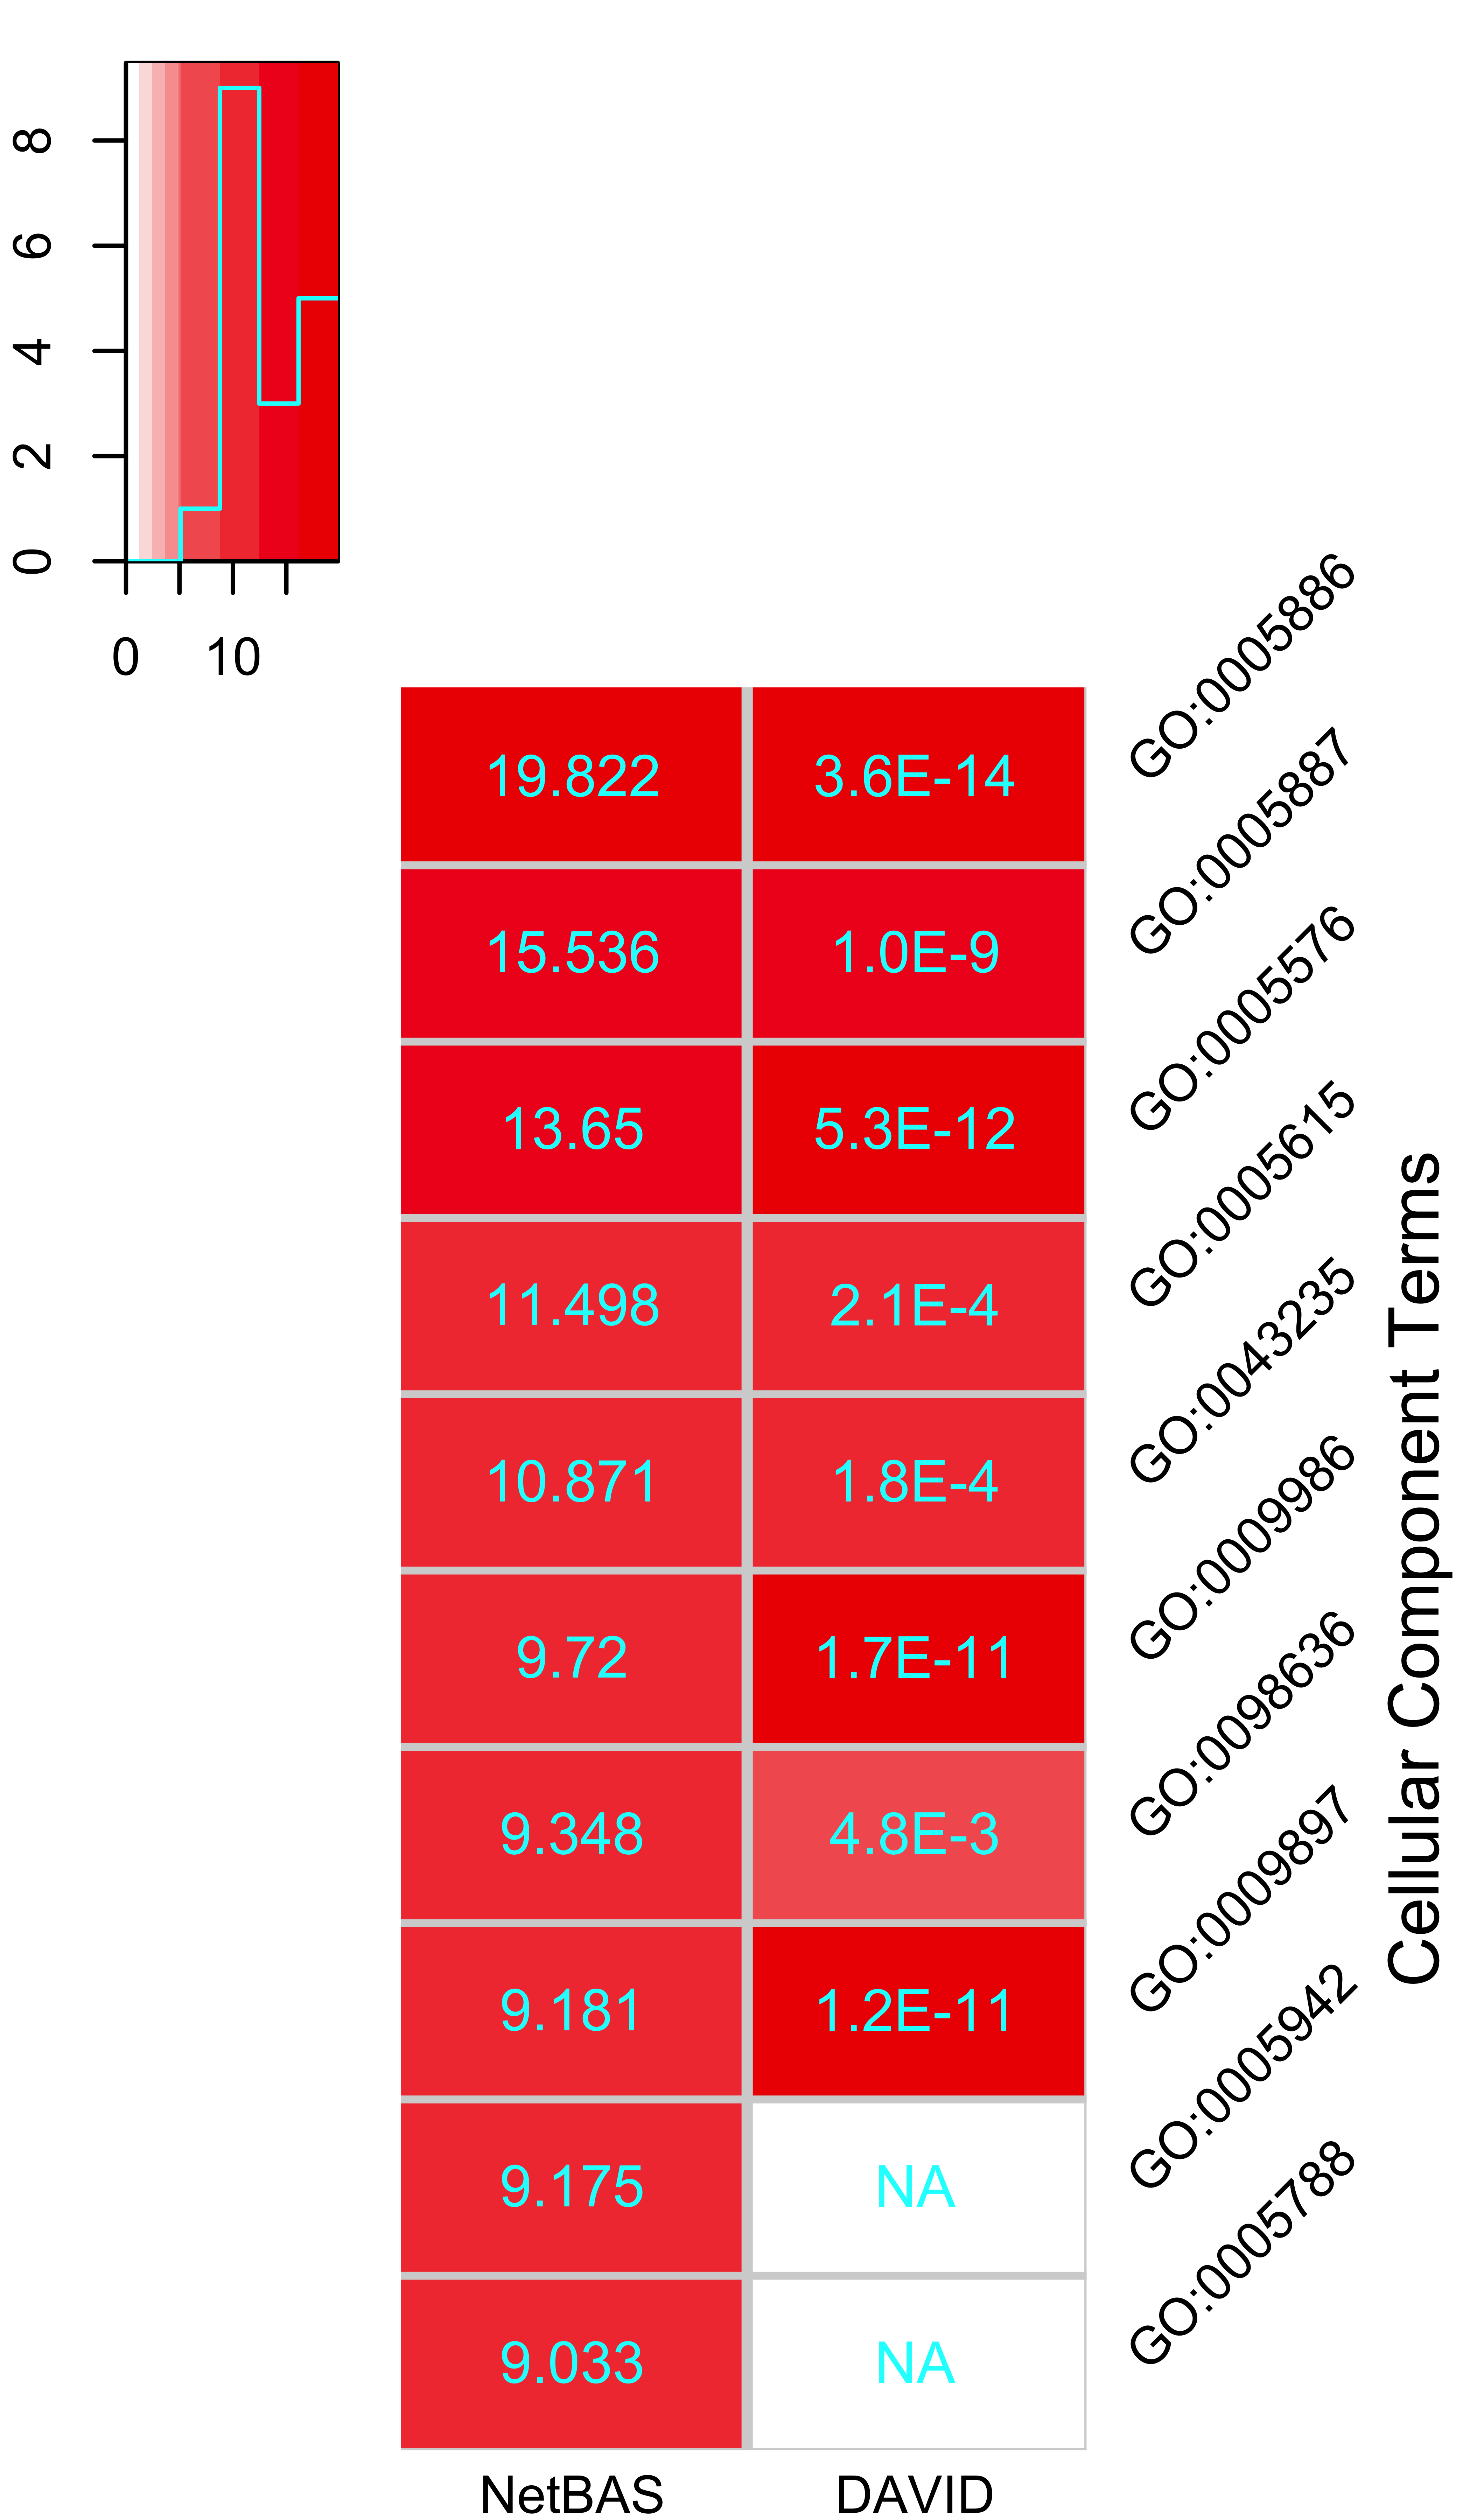 8
6
4
2
0
0 10
19.822 3.6E-14 GO:0005886
15.536 1.0E-9 GO:0005887
13.65 5.3E-12 GO:0005576
11.498 2.1E-4 GO:0005615
10.871 1.8E-4 GO:0043235
9.72 1.7E-11 GO:0009986
9.348 4.8E-3 GO:0098636
9.181 1.2E-11 GO:0009897
9.175 NA GO:0005942
9.033 NA GO:0005788
Cellular Component Terms
NetBAS DAVID